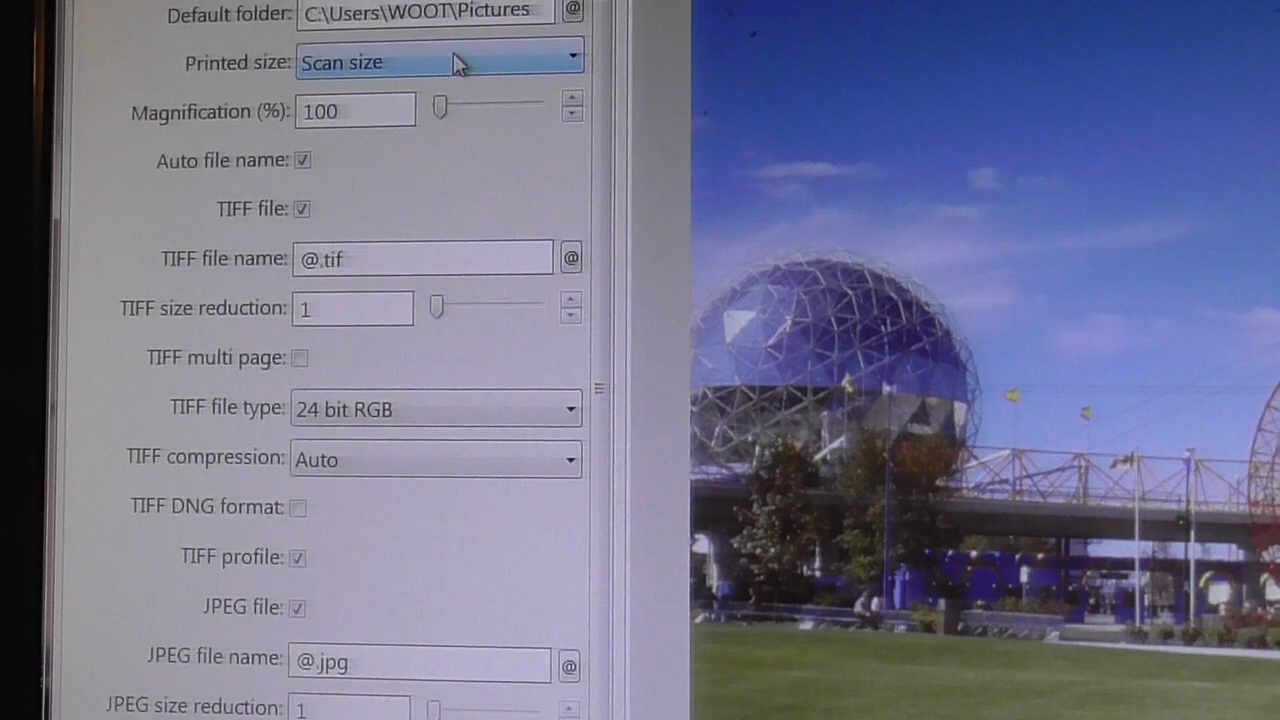 Default folder: C:\Users\WOOT\Pictures @
Printed size: Scan size
Magnification (%): 100
Auto file name:
TIFF file:
TIFF file name: @.tif @
TIFF size reduction: 1
TIFF multi page:
TIFF file type: 24 bit RGB
TIFF compression: Auto
TIFF DNG format:
TIFF profile:
JPEG file:
JPEG file name: @.jpg @
JPEG size reduction: 1